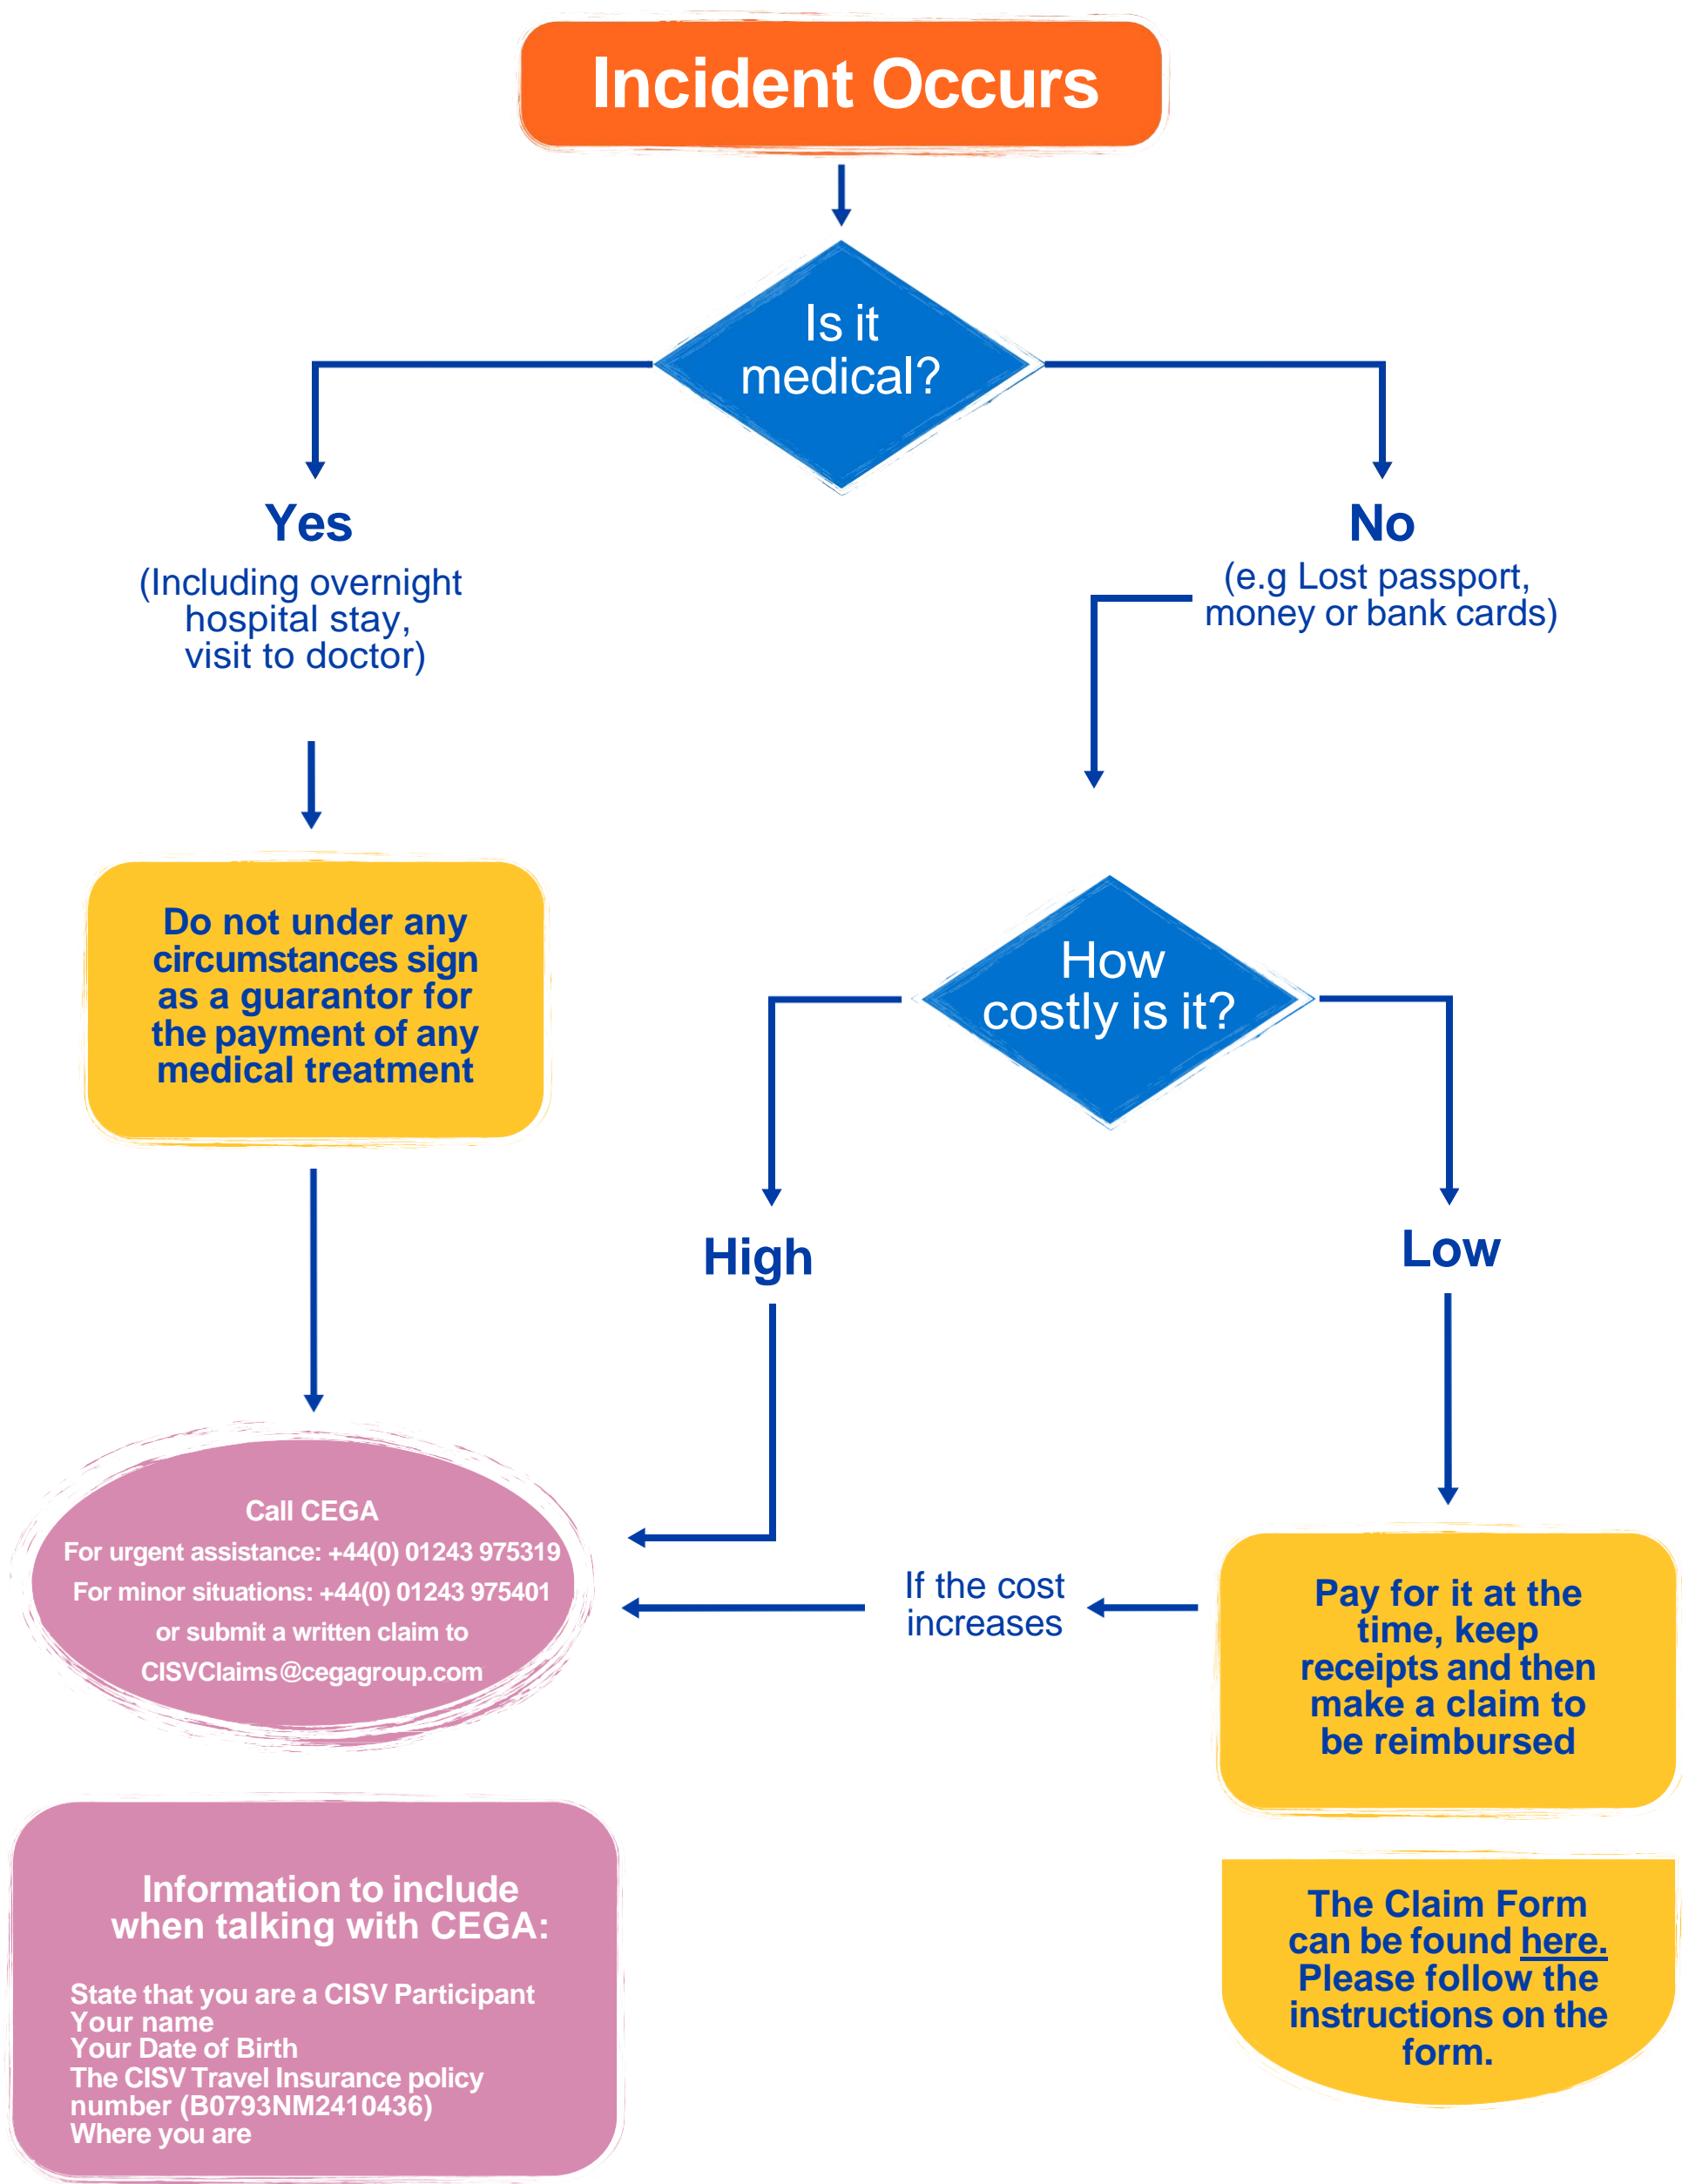 Incident Occurs
Is it
medical?
Yes
(Including overnight
hospital stay,
visit to doctor)
No
(e.g Lost passport,
money or bank cards)
Do not under any
circumstances sign
as a guarantor for
the payment of any
medical treatment
How
costly is it?
High
Low
Call CEGA
For urgent assistance: +44(0) 01243 975319
For minor situations: +44(0) 01243 975401
or submit a written claim to
CISVClaims@cegagroup.com
If the cost
increases
Pay for it at the
time, keep
receipts and then
make a claim to
be reimbursed
Information to include
when talking with CEGA:
State that you are a CISV Participant
Your name
Your Date of Birth
The CISV Travel Insurance policy
number (B0793NM2410436)
Where you are
The Claim Form
can be found here.
Please follow the
instructions on the
form.